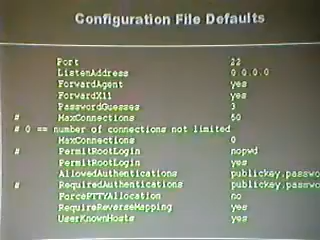 Configuration File Defaults
Port 22
ListenAddress 0.0.0.0
ForwardAgent yes
ForwardX11 yes
PasswordGuesses 3
# MaxConnections 50
# 0 == number of connections not limited
MaxConnections 0
# PermitRootLogin nopwd
PermitRootLogin yes
AllowedAuthentications publickey,passwo
# RequiredAuthentications publickey,passwo
ForcePTTYAllocation no
RequireReverseMapping yes
UserKnownHosts yes